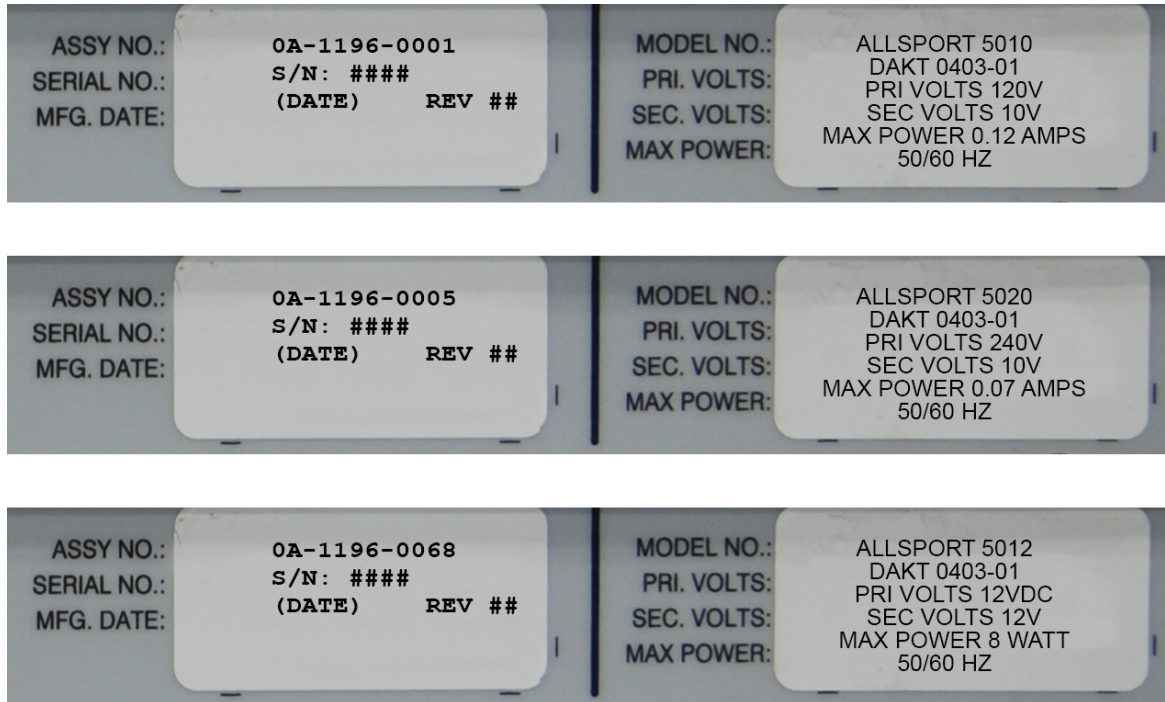 ASSY NO.:
SERIAL NO.:
MFG. DATE:
0A-1196-0001
S/N: ####
(DATE) REV ##
MODEL NO.:
PRI. VOLTS:
SEC. VOLTS:
MAX POWER:
ALLSPORT 5010
DAKT 0403-01
PRI VOLTS 120V
SEC VOLTS 10V
MAX POWER 0.12 AMPS
50/60 HZ
ASSY NO.:
SERIAL NO.:
MFG. DATE:
0A-1196-0005
S/N: ####
(DATE) REV ##
MODEL NO.:
PRI. VOLTS:
SEC. VOLTS:
MAX POWER:
ALLSPORT 5020
DAKT 0403-01
PRI VOLTS 240V
SEC VOLTS 10V
MAX POWER 0.07 AMPS
50/60 HZ
ASSY NO.:
SERIAL NO.:
MFG. DATE:
0A-1196-0068
S/N: ####
(DATE) REV ##
MODEL NO.:
PRI. VOLTS:
SEC. VOLTS:
MAX POWER:
ALLSPORT 5012
DAKT 0403-01
PRI VOLTS 12VDC
SEC VOLTS 12V
MAX POWER 8 WATT
50/60 HZ